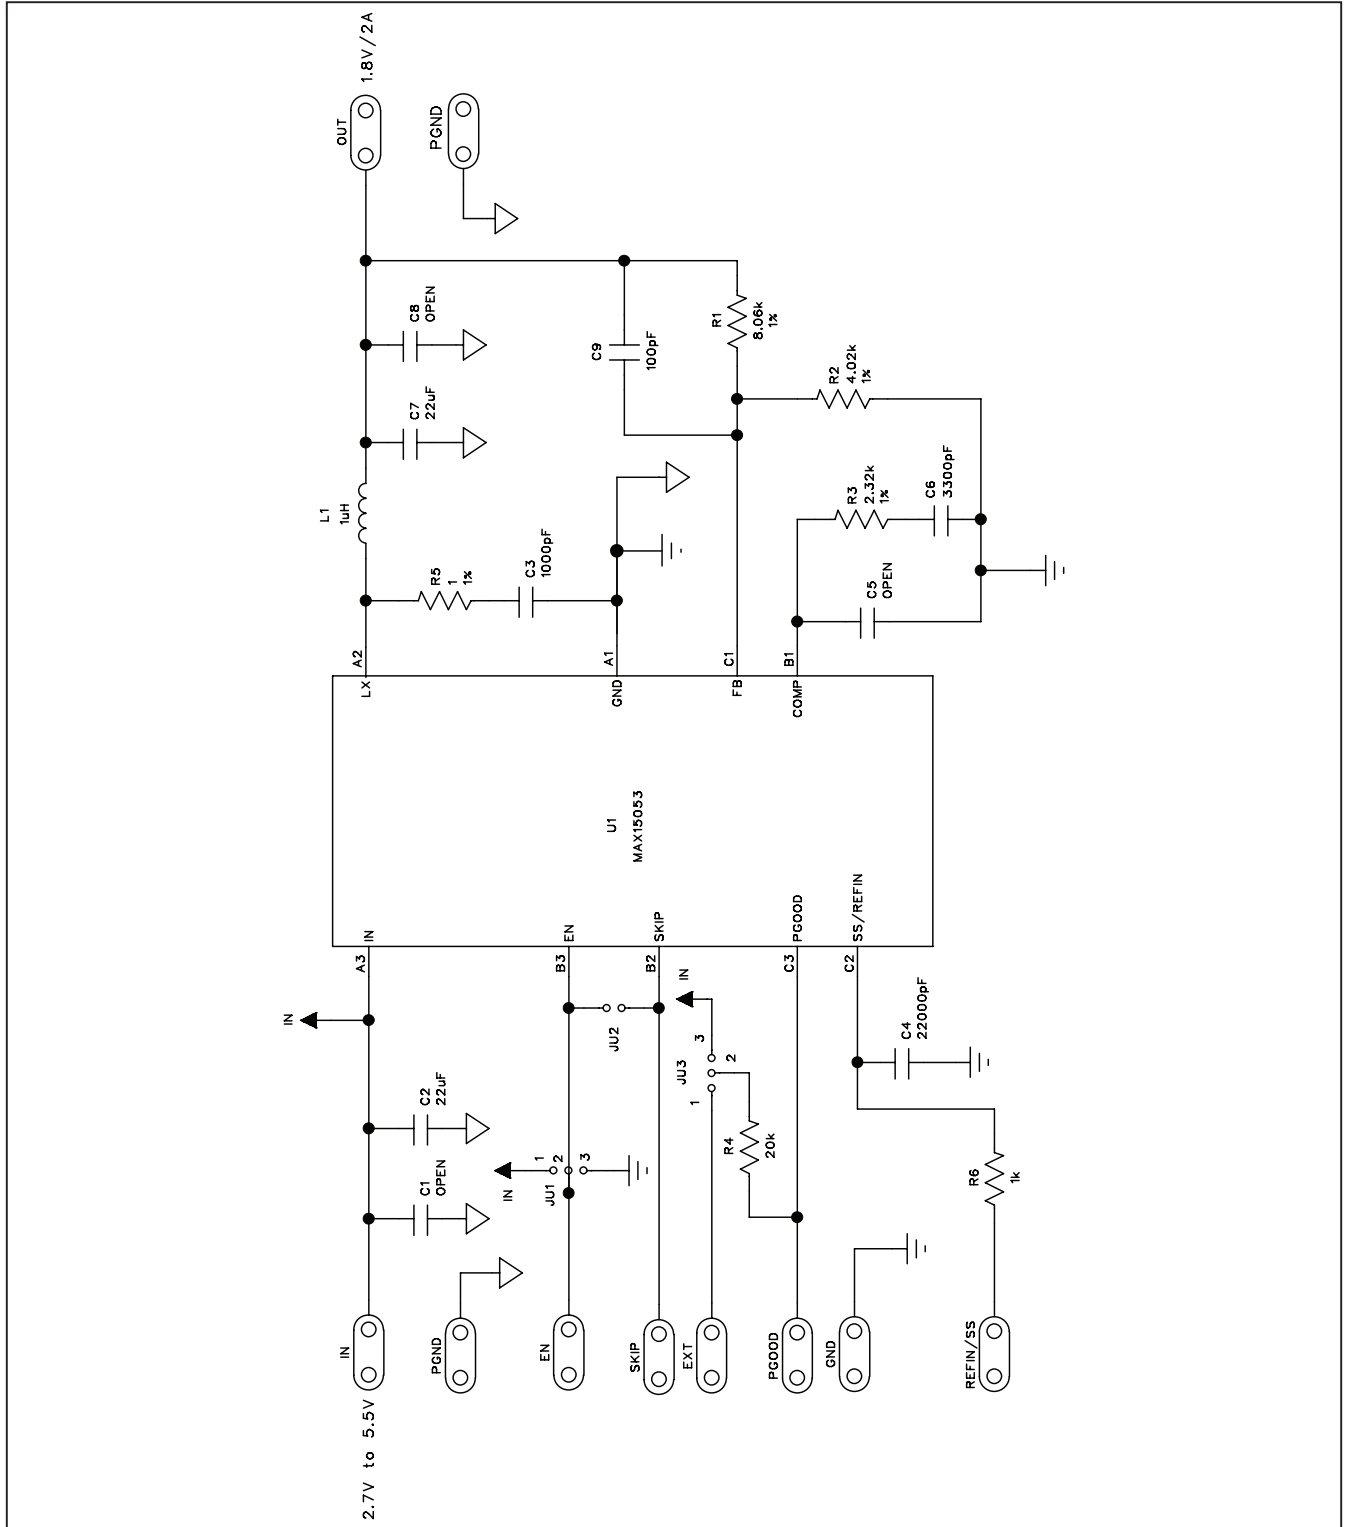 2.7V to 5.5V
IN
C1
OPEN
C2
22uF
IN
A3
IN
PGND
EN
IN
JU1
1
2
3
JU2
B3
EN
SKIP
B2
SKIP
EXT
1
JU3
2
3
IN
R4
20k
PGOOD
C3
PGOOD
GND
C4
22000pF
C2
SS/REFIN
REFIN/SS
R6
1k
U1
MAX15053
LX
A2
R5
1
1%
C3
1000pF
L1
1uH
C7
22uF
C8
OPEN
OUT
1.8V/2A
PGND
GND
A1
FB
C1
C9
100pF
R1
8.06k
1%
R2
4.02k
1%
COMP
B1
C5
OPEN
R3
2.32k
1%
C6
3300pF